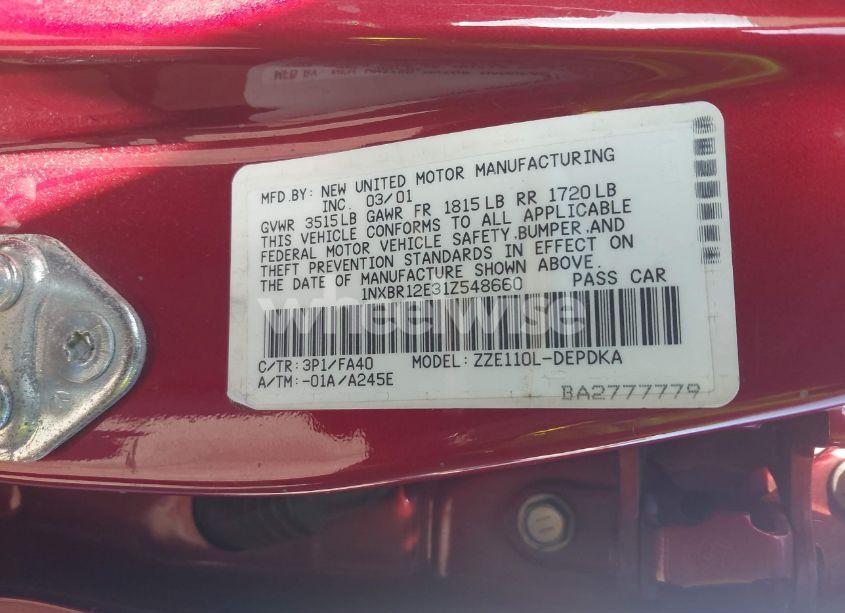 MFD.BY: NEW UNITED MOTOR MANUFACTURING
INC. 03/01
GVWR 3515LB GAWR FR 1815LB RR 1720LB
THIS VEHICLE CONFORMS TO ALL APPLICABLE
FEDERAL MOTOR VEHICLE SAFETY,BUMPER,AND
THEFT PREVENTION STANDARDS IN EFFECT ON
THE DATE OF MANUFACTURE SHOWN ABOVE.
1NXBR12E31Z548660 PASS CAR
wheelwise
C/TR: 3P1/FA40 MODEL: ZZE110L-DEPDKA
A/TM: -01A/A245E
BA2777779